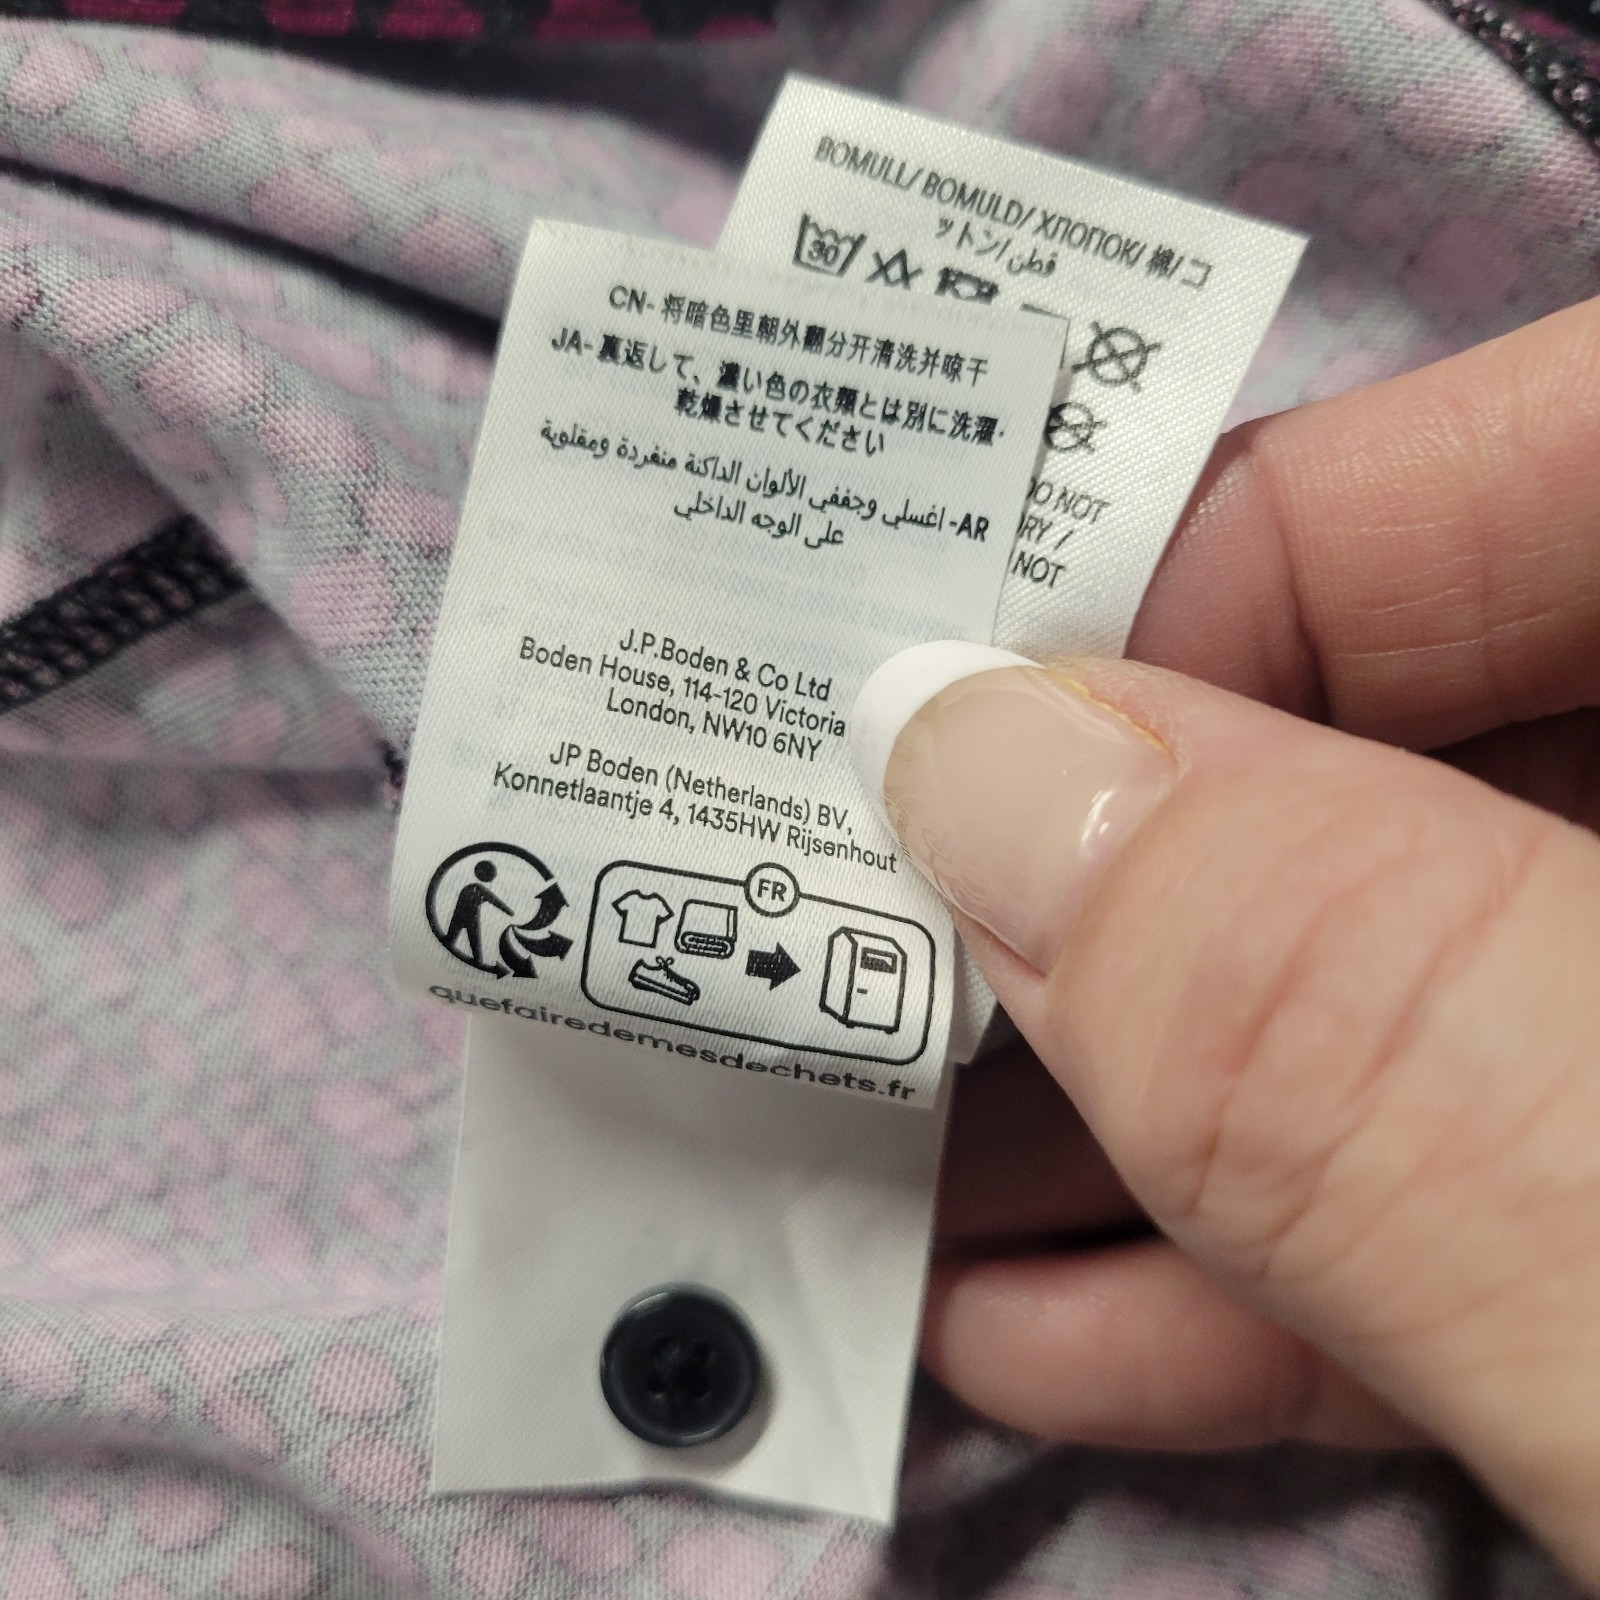 BOMULL/ BOMULD/ ХЛОПОК/ 綿/ コ
ットン/ قطن
30
CN- 将暗色里朝外翻分开清洗并晾干
JA- 裏返して、濃い色の衣類とは別に洗濯・
乾燥させてください
AR- اغسلي وجففي الألوان الداكنة منفردة ومقلوبة
على الوجه الداخلي
DO NOT
DRY /
NOT
J.P.Boden & Co Ltd
Boden House, 114-120 Victoria
London, NW10 6NY
JP Boden (Netherlands) BV,
Konnetlaantje 4, 1435HW Rijsenhout
FR
quefairedemesdechets.fr